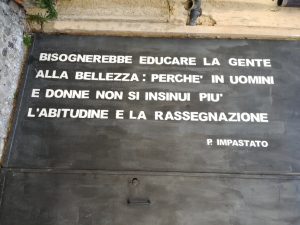 BISOGNEREBBE EDUCARE LA GENTE
ALLA BELLEZZA: PERCHE' IN UOMINI
E DONNE NON SI INSINUI PIU'
L'ABITUDINE E LA RASSEGNAZIONE
P. IMPASTATO